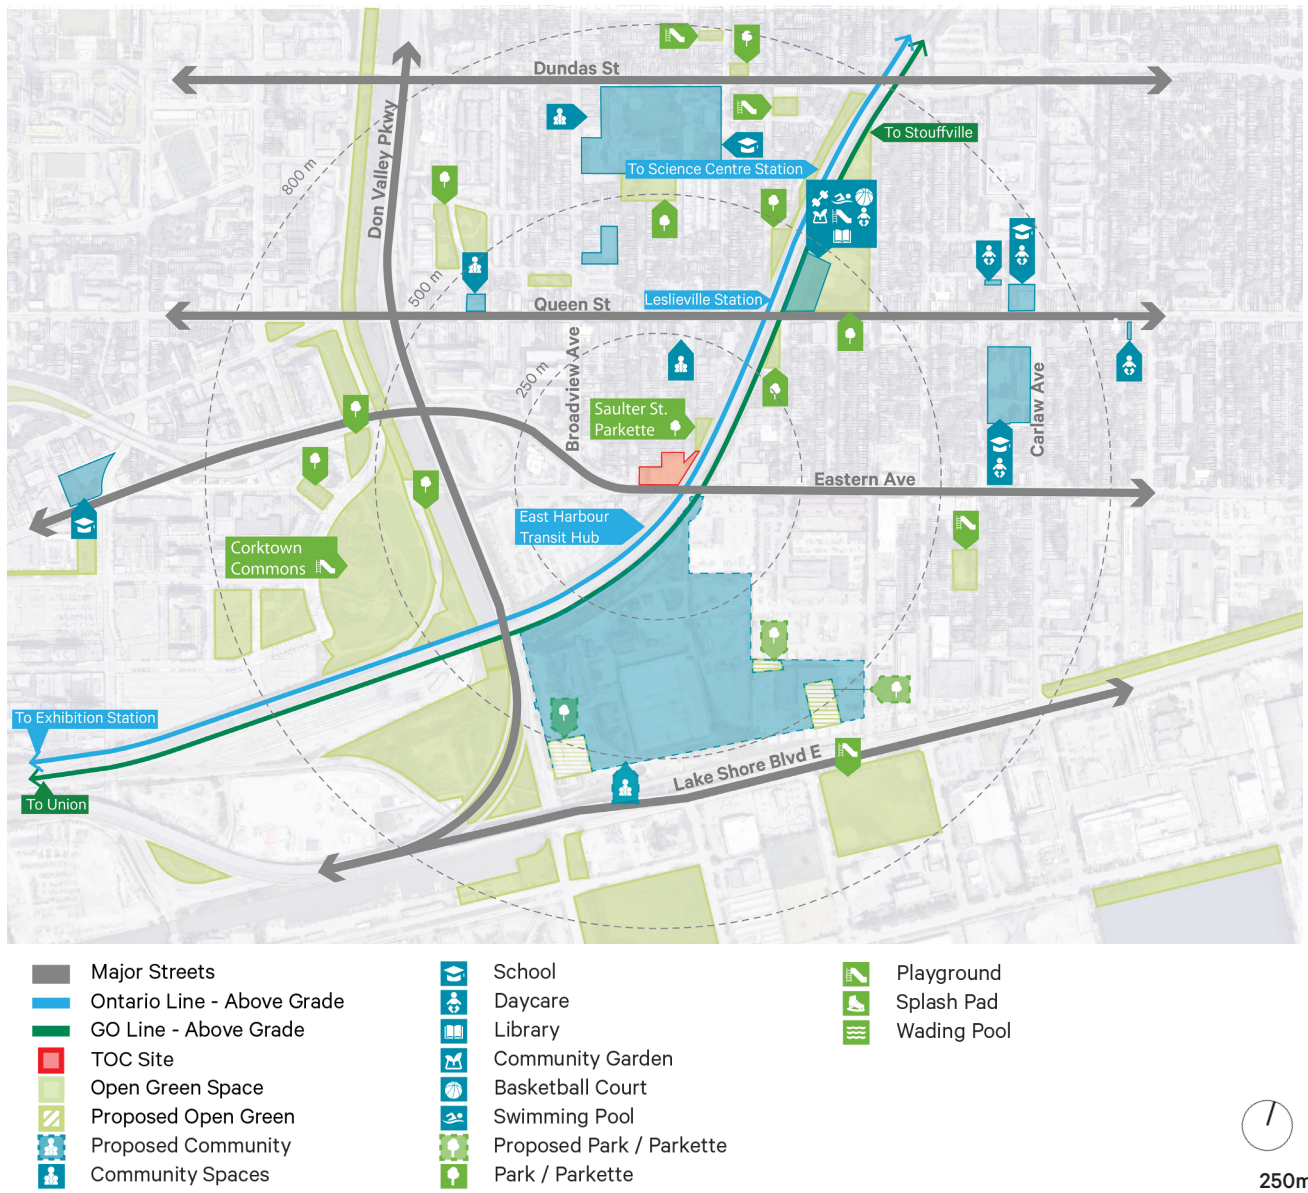 Dundas St
To Stouffville
Don Valley Pkwy
800 m
To Science Centre Station
500 m
Leslieville Station
Queen St
Broadview Ave
250 m
Saulter St.
Parkette
Carlaw Ave
Eastern Ave
East Harbour
Transit Hub
Corktown
Commons
To Exhibition Station
Lake Shore Blvd E
To Union
Major Streets
Ontario Line - Above Grade
GO Line - Above Grade
TOC Site
Open Green Space
Proposed Open Green
Proposed Community
Community Spaces
School
Daycare
Library
Community Garden
Basketball Court
Swimming Pool
Proposed Park / Parkette
Park / Parkette
Playground
Splash Pad
Wading Pool
250m